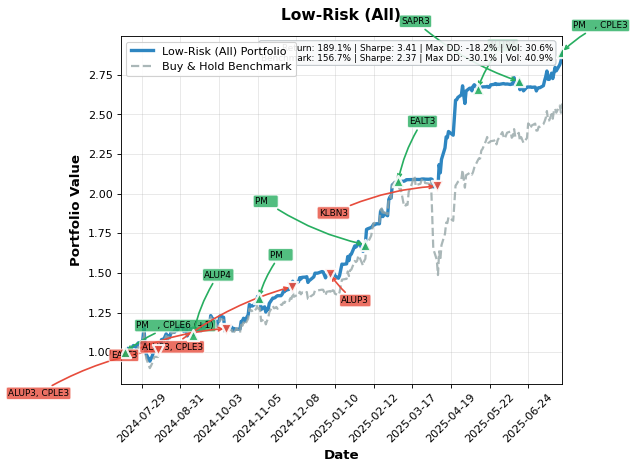 Low-Risk (All)
SAPR3
PM , CPLE3
Low-Risk (All) Portfolio
Buy & Hold Benchmark
urn: 189.1% | Sharpe: 3.41 | Max DD: -18.2% | Vol: 30.6%
ark: 156.7% | Sharpe: 2.37 | Max DD: -30.1% | Vol: 40.9%
2.75
2.50
2.25
2.00
1.75
1.50
1.25
1.00
Portfolio Value
EALT3
PM
KLBN3
PM
ALUP4
ALUP3
PM , CPLE6
, CPLE3
ALUP3, CPLE3
2024-07-29
2024-08-31
2024-10-03
2024-11-05
2024-12-08
2025-01-10
2025-02-12
2025-03-17
2025-04-19
2025-05-22
2025-06-24
Date